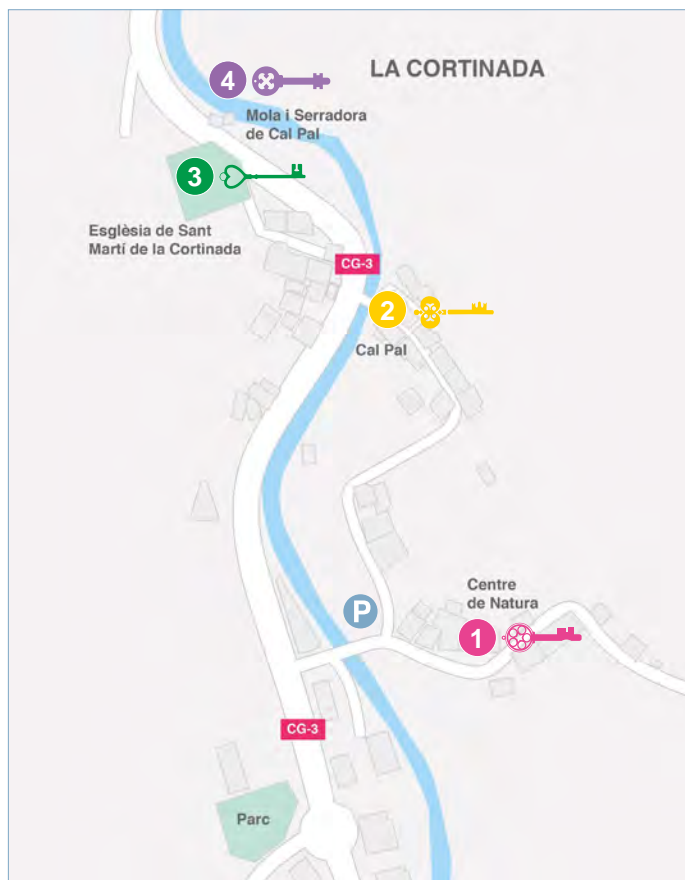 LA CORTINADA
4
Mola i Serradora
de Cal Pal
3
Esglèsia de Sant
Martí de la Cortinada
CG-3
2
Cal Pal
P
Centre
de Natura
1
CG-3
Parc